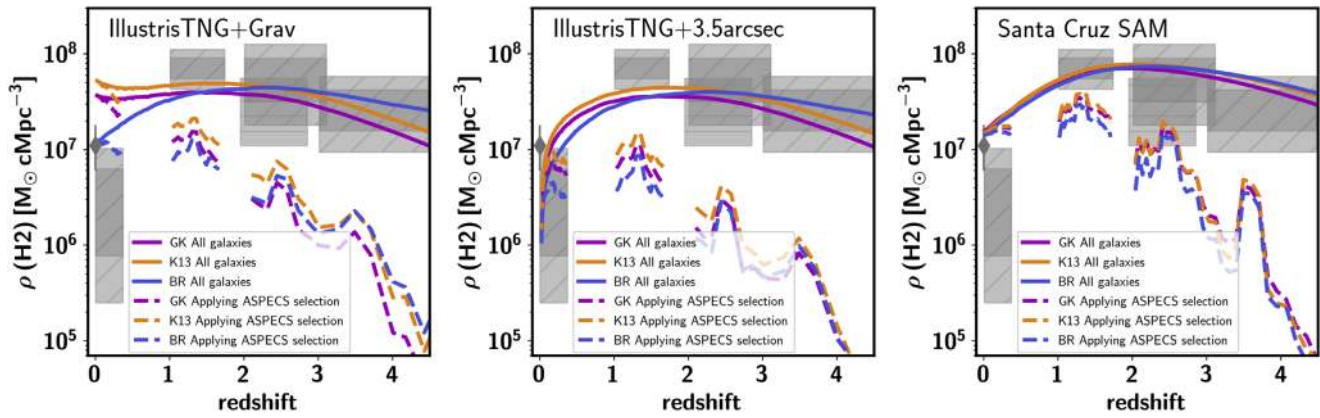 IllustrisTNG+Grav
10⁸
10⁷
10⁶
10⁵
ρ (H2) [M⊙ cMpc⁻³]
GK All galaxies
K13 All galaxies
BR All galaxies
GK Applying ASPECS selection
K13 Applying ASPECS selection
BR Applying ASPECS selection
0 1 2 3 4
redshift
IllustrisTNG+3.5arcsec
10⁸
10⁷
10⁶
10⁵
ρ (H2) [M⊙ cMpc⁻³]
GK All galaxies
K13 All galaxies
BR All galaxies
GK Applying ASPECS selection
K13 Applying ASPECS selection
BR Applying ASPECS selection
0 1 2 3 4
redshift
Santa Cruz SAM
10⁸
10⁷
10⁶
10⁵
ρ (H2) [M⊙ cMpc⁻³]
GK All galaxies
K13 All galaxies
BR All galaxies
GK Applying ASPECS selection
K13 Applying ASPECS selection
BR Applying ASPECS selection
0 1 2 3 4
redshift